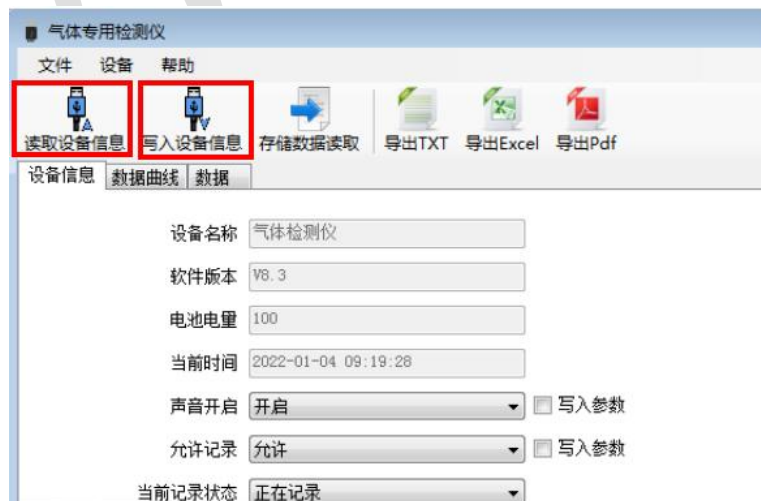 气体专用检测仪
文件 设备 帮助
读取设备信息 写入设备信息 存储数据读取 导出TXT 导出Excel 导出Pdf
设备信息 数据曲线 数据
设备名称 气体检测仪
软件版本 V8.3
电池电量 100
当前时间 2022-01-04 09:19:28
声音开启 开启 写入参数
允许记录 允许 写入参数
当前记录状态 正在记录